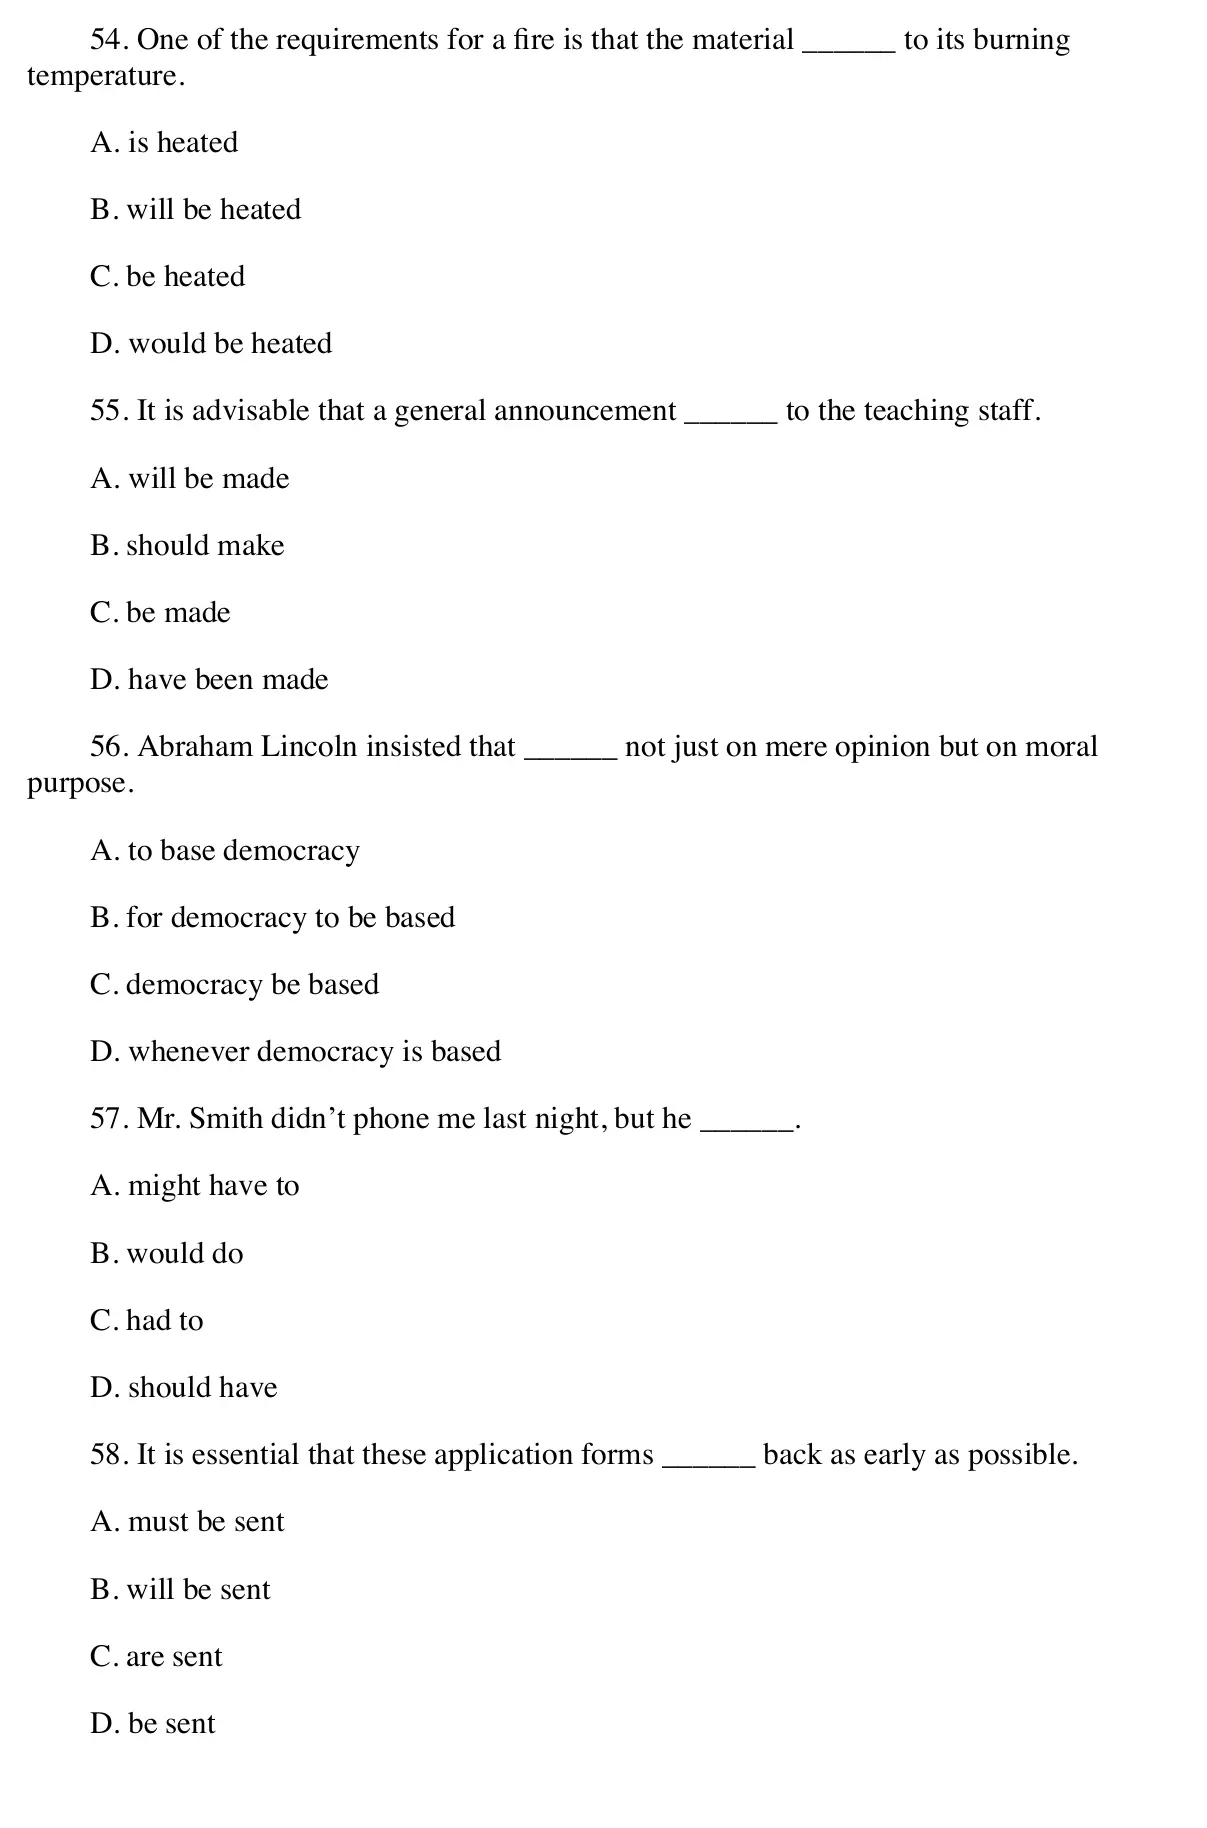 54. One of the requirements for a fire is that the material ______ to its burning
temperature.
A. is heated
B. will be heated
C. be heated
D. would be heated
55. It is advisable that a general announcement ______ to the teaching staff.
A. will be made
B. should make
C. be made
D. have been made
56. Abraham Lincoln insisted that ______ not just on mere opinion but on moral
purpose.
A. to base democracy
B. for democracy to be based
C. democracy be based
D. whenever democracy is based
57. Mr. Smith didn’t phone me last night, but he ______.
A. might have to
B. would do
C. had to
D. should have
58. It is essential that these application forms ______ back as early as possible.
A. must be sent
B. will be sent
C. are sent
D. be sent